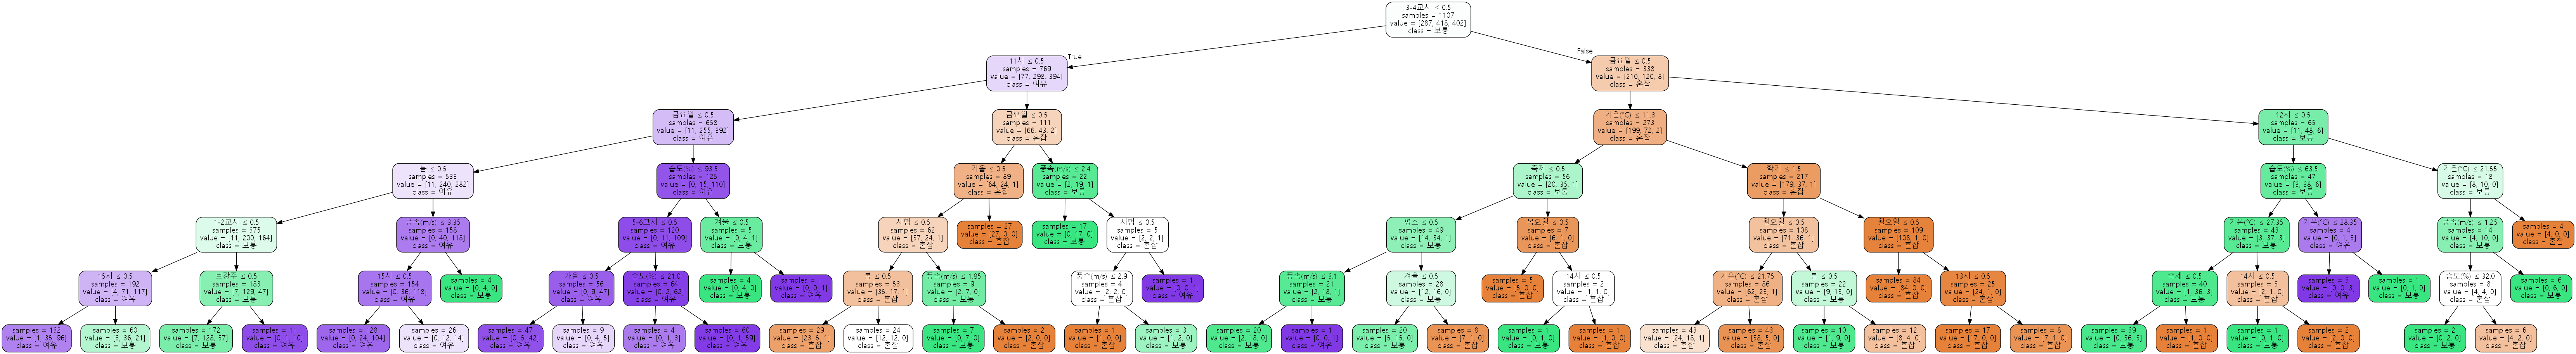 3-4교시 ≤ 0.5
samples = 1107
value = [287, 418, 402]
class = 보통
True
False
11시 ≤ 0.5
samples = 769
value = [77, 298, 394]
class = 여유
금요일 ≤ 0.5
samples = 338
value = [210, 120, 8]
class = 혼잡
금요일 ≤ 0.5
samples = 658
value = [11, 255, 392]
class = 여유
금요일 ≤ 0.5
samples = 111
value = [66, 43, 2]
class = 혼잡
기온(°C) ≤ 11.3
samples = 273
value = [199, 72, 2]
class = 혼잡
12시 ≤ 0.5
samples = 65
value = [11, 48, 6]
class = 보통
봄 ≤ 0.5
samples = 533
value = [11, 240, 282]
class = 여유
습도(%) ≤ 93.5
samples = 125
value = [0, 15, 110]
class = 여유
가을 ≤ 0.5
samples = 89
value = [64, 24, 1]
class = 혼잡
풍속(m/s) ≤ 2.4
samples = 22
value = [2, 19, 1]
class = 보통
축제 ≤ 0.5
samples = 56
value = [20, 35, 1]
class = 보통
학기 ≤ 1.5
samples = 217
value = [179, 37, 1]
class = 혼잡
습도(%) ≤ 63.5
samples = 47
value = [3, 38, 6]
class = 보통
기온(°C) ≤ 21.55
samples = 18
value = [8, 10, 0]
class = 보통
1-2교시 ≤ 0.5
samples = 375
value = [11, 200, 164]
class = 보통
풍속(m/s) ≤ 3.35
samples = 158
value = [0, 40, 118]
class = 여유
5-6교시 ≤ 0.5
samples = 120
value = [0, 11, 109]
class = 여유
겨울 ≤ 0.5
samples = 5
value = [0, 4, 1]
class = 보통
시험 ≤ 0.5
samples = 62
value = [37, 24, 1]
class = 혼잡
samples = 27
value = [27, 0, 0]
class = 혼잡
samples = 17
value = [0, 17, 0]
class = 보통
시험 ≤ 0.5
samples = 5
value = [2, 2, 1]
class = 혼잡
평소 ≤ 0.5
samples = 49
value = [14, 34, 1]
class = 보통
목요일 ≤ 0.5
samples = 7
value = [6, 1, 0]
class = 혼잡
월요일 ≤ 0.5
samples = 108
value = [71, 36, 1]
class = 혼잡
월요일 ≤ 0.5
samples = 109
value = [108, 1, 0]
class = 혼잡
기온(°C) ≤ 27.35
samples = 43
value = [3, 37, 3]
class = 보통
기온(°C) ≤ 28.35
samples = 4
value = [0, 1, 3]
class = 여유
풍속(m/s) ≤ 1.25
samples = 14
value = [4, 10, 0]
class = 보통
samples = 4
value = [4, 0, 0]
class = 혼잡
15시 ≤ 0.5
samples = 192
value = [4, 71, 117]
class = 여유
보강주 ≤ 0.5
samples = 183
value = [7, 129, 47]
class = 보통
15시 ≤ 0.5
samples = 154
value = [0, 36, 118]
class = 여유
samples = 4
value = [0, 4, 0]
class = 보통
가을 ≤ 0.5
samples = 56
value = [0, 9, 47]
class = 여유
습도(%) ≤ 21.0
samples = 64
value = [0, 2, 62]
class = 여유
samples = 4
value = [0, 4, 0]
class = 보통
samples = 1
value = [0, 0, 1]
class = 여유
봄 ≤ 0.5
samples = 53
value = [35, 17, 1]
class = 혼잡
풍속(m/s) ≤ 1.85
samples = 9
value = [2, 7, 0]
class = 보통
풍속(m/s) ≤ 2.9
samples = 4
value = [2, 2, 0]
class = 혼잡
samples = 1
value = [0, 0, 1]
class = 여유
풍속(m/s) ≤ 3.1
samples = 21
value = [2, 18, 1]
class = 보통
겨울 ≤ 0.5
samples = 28
value = [12, 16, 0]
class = 보통
samples = 5
value = [5, 0, 0]
class = 혼잡
14시 ≤ 0.5
samples = 2
value = [1, 1, 0]
class = 혼잡
기온(°C) ≤ 21.75
samples = 86
value = [62, 23, 1]
class = 혼잡
봄 ≤ 0.5
samples = 22
value = [9, 13, 0]
class = 보통
samples = 84
value = [84, 0, 0]
class = 혼잡
13시 ≤ 0.5
samples = 25
value = [24, 1, 0]
class = 혼잡
축제 ≤ 0.5
samples = 40
value = [1, 36, 3]
class = 보통
14시 ≤ 0.5
samples = 3
value = [2, 1, 0]
class = 혼잡
samples = 3
value = [0, 0, 3]
class = 여유
samples = 1
value = [0, 1, 0]
class = 보통
습도(%) ≤ 32.0
samples = 8
value = [4, 4, 0]
class = 혼잡
samples = 6
value = [0, 6, 0]
class = 보통
samples = 132
value = [1, 35, 96]
class = 여유
samples = 60
value = [3, 36, 21]
class = 보통
samples = 172
value = [7, 128, 37]
class = 보통
samples = 11
value = [0, 1, 10]
class = 여유
samples = 128
value = [0, 24, 104]
class = 여유
samples = 26
value = [0, 12, 14]
class = 여유
samples = 47
value = [0, 5, 42]
class = 여유
samples = 9
value = [0, 4, 5]
class = 여유
samples = 4
value = [0, 1, 3]
class = 여유
samples = 60
value = [0, 1, 59]
class = 여유
samples = 29
value = [23, 5, 1]
class = 혼잡
samples = 24
value = [12, 12, 0]
class = 혼잡
samples = 7
value = [0, 7, 0]
class = 보통
samples = 2
value = [2, 0, 0]
class = 혼잡
samples = 1
value = [1, 0, 0]
class = 혼잡
samples = 3
value = [1, 2, 0]
class = 보통
samples = 20
value = [2, 18, 0]
class = 보통
samples = 1
value = [0, 0, 1]
class = 여유
samples = 20
value = [5, 15, 0]
class = 보통
samples = 8
value = [7, 1, 0]
class = 혼잡
samples = 1
value = [0, 1, 0]
class = 보통
samples = 1
value = [1, 0, 0]
class = 혼잡
samples = 43
value = [24, 18, 1]
class = 혼잡
samples = 43
value = [38, 5, 0]
class = 혼잡
samples = 10
value = [1, 9, 0]
class = 보통
samples = 12
value = [8, 4, 0]
class = 혼잡
samples = 17
value = [17, 0, 0]
class = 혼잡
samples = 8
value = [7, 1, 0]
class = 혼잡
samples = 39
value = [0, 36, 3]
class = 보통
samples = 1
value = [1, 0, 0]
class = 혼잡
samples = 1
value = [0, 1, 0]
class = 보통
samples = 2
value = [2, 0, 0]
class = 혼잡
samples = 2
value = [0, 2, 0]
class = 보통
samples = 6
value = [4, 2, 0]
class = 혼잡